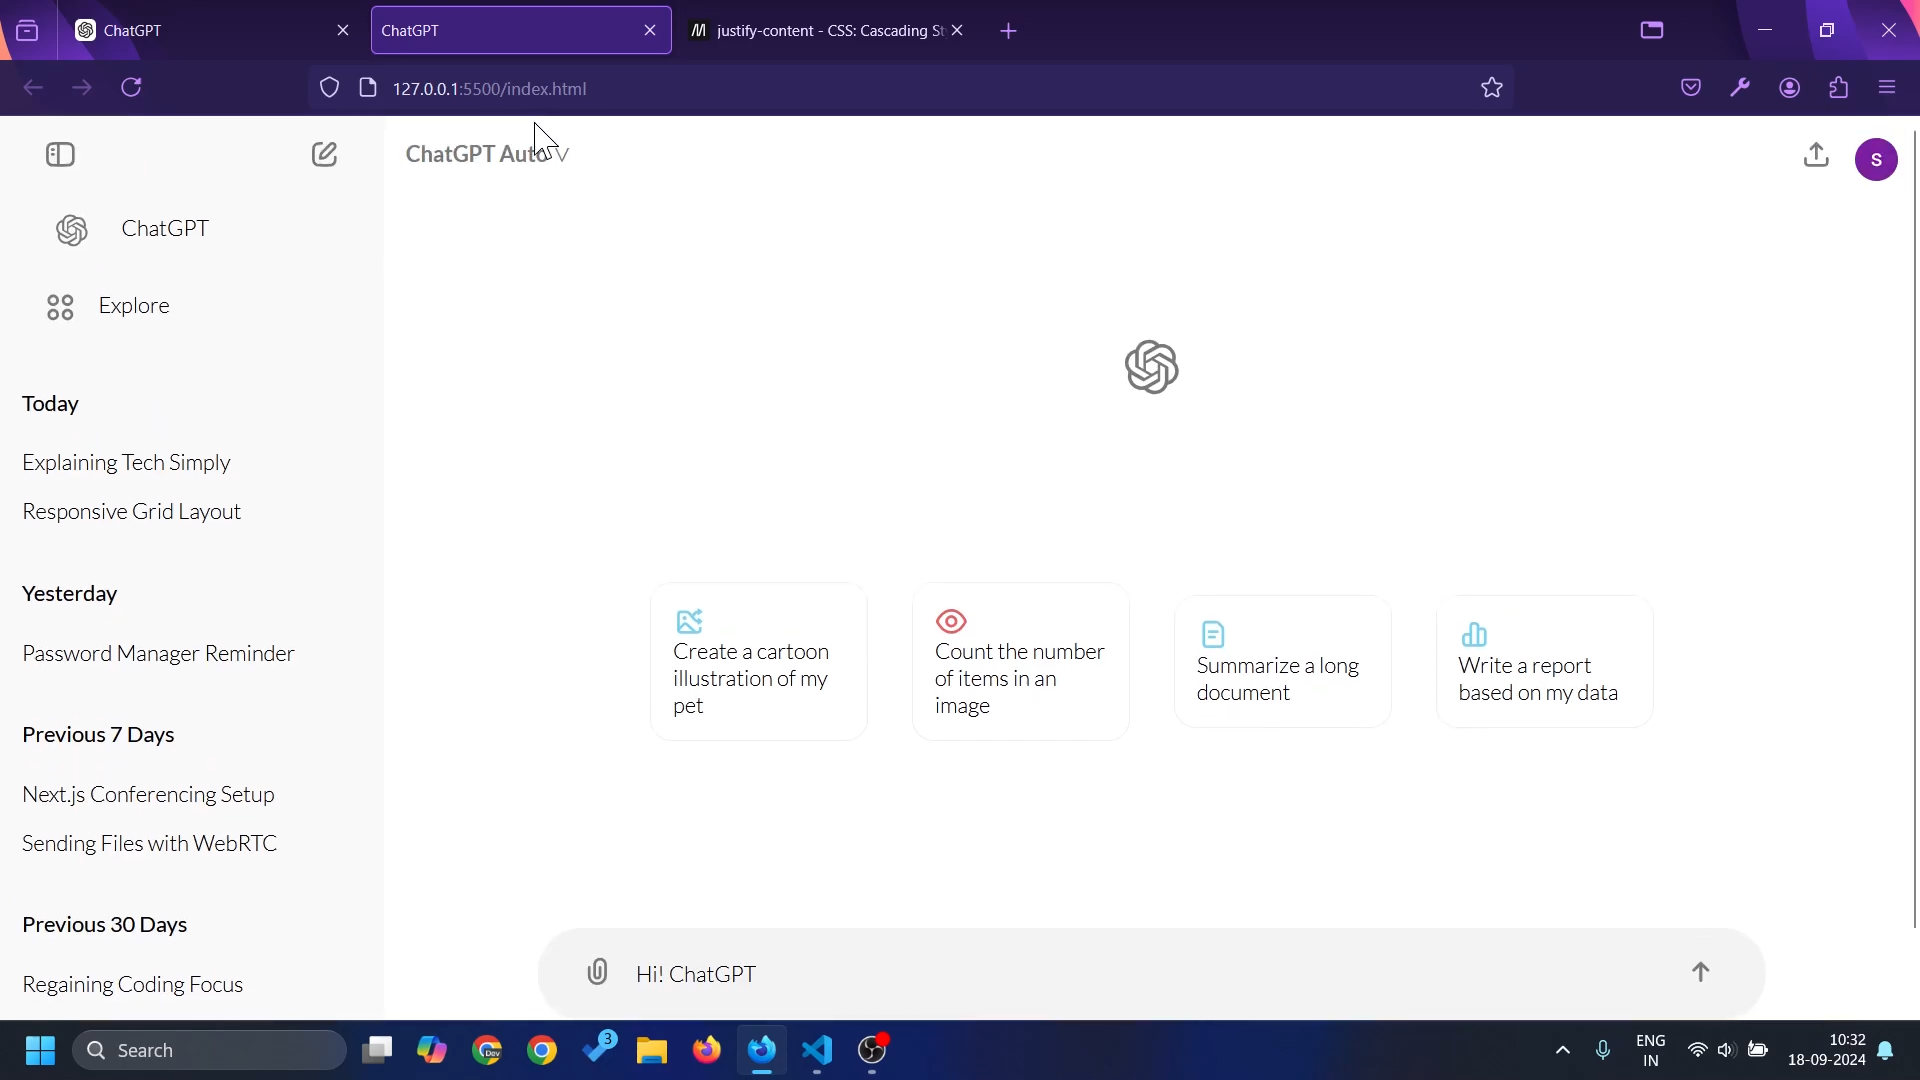 ChatGPT
ChatGPT
justify-content - CSS: Cascading St
127.0.0.1:5500/index.html
ChatGPT Auto V
S
ChatGPT
Explore
Today
Explaining Tech Simply
Responsive Grid Layout
Yesterday
Password Manager Reminder
Previous 7 Days
Next.js Conferencing Setup
Sending Files with WebRTC
Previous 30 Days
Regaining Coding Focus
Create a cartoon
illustration of my
pet
Count the number
of items in an
image
Summarize a long
document
Write a report
based on my data
Hi! ChatGPT
Search
Dev
3
ENG
IN
10:32
18-09-2024